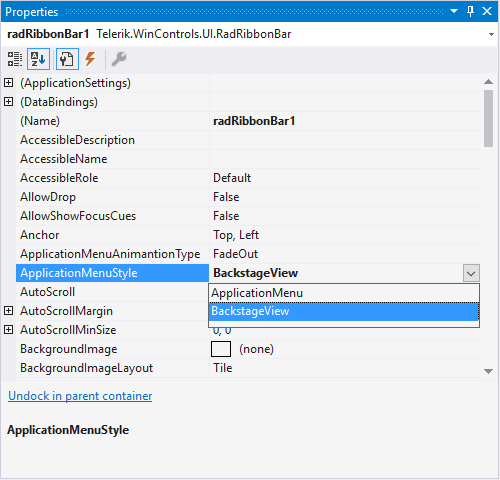 Properties
radRibbonBar1 Telerik.WinControls.UI.RadRibbonBar
(ApplicationSettings)
(DataBindings)
(Name) radRibbonBar1
AccessibleDescription
AccessibleName
AccessibleRole Default
AllowDrop False
AllowShowFocusCues False
Anchor Top, Left
ApplicationMenuAnimantionType FadeOut
ApplicationMenuStyle BackstageView
AutoScroll ApplicationMenu
AutoScrollMargin BackstageView
AutoScrollMinSize 0, 0
BackgroundImage (none)
BackgroundImageLayout Tile
Undock in parent container
ApplicationMenuStyle